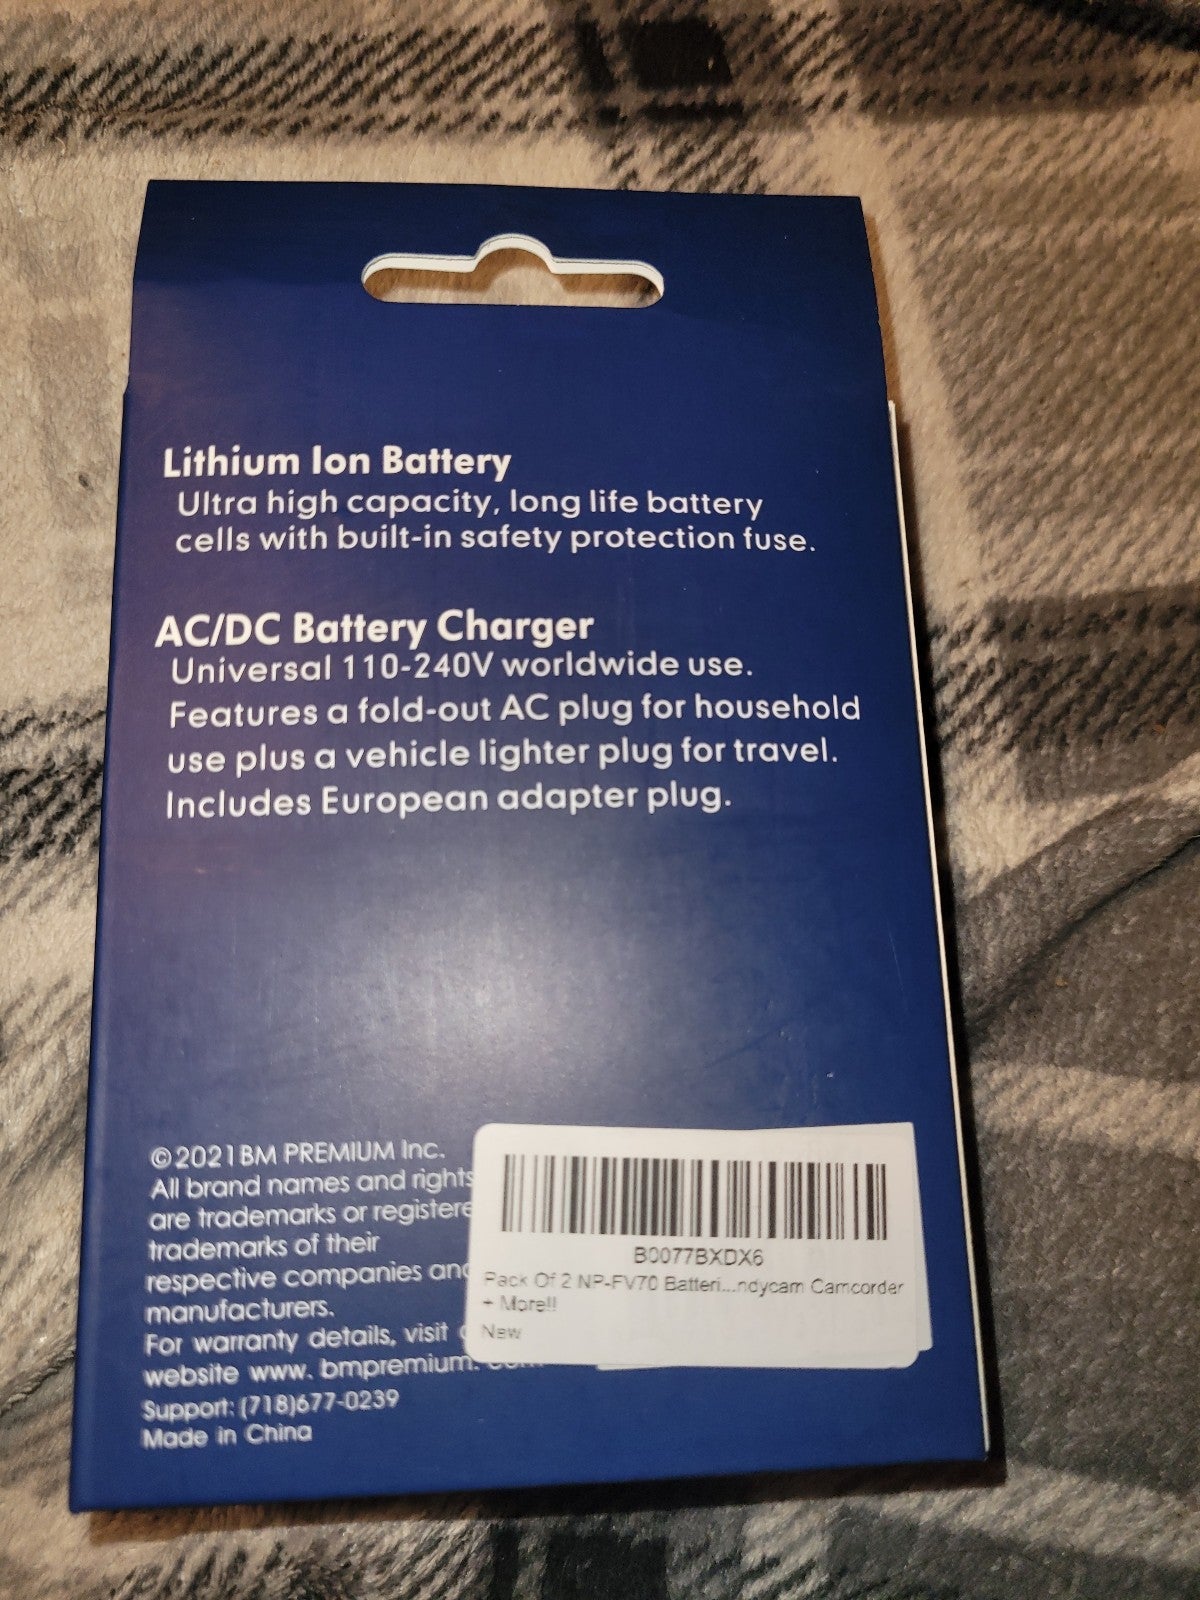 Lithium Ion Battery
Ultra high capacity, long life battery
cells with built-in safety protection fuse.
AC/DC Battery Charger
Universal 110-240V worldwide use.
Features a fold-out AC plug for household
use plus a vehicle lighter plug for travel.
Includes European adapter plug.
©2021 BM PREMIUM Inc.
All brand names and rights
are trademarks or registere
trademarks of their
respective companies and
manufacturers.
For warranty details, visit
website www. bmpremium.
Support: (718)677-0239
Made in China
B0077BXDX6
Pack Of 2 NP-FV70 Batteri...ndycam Camcorder
+ More!!
New